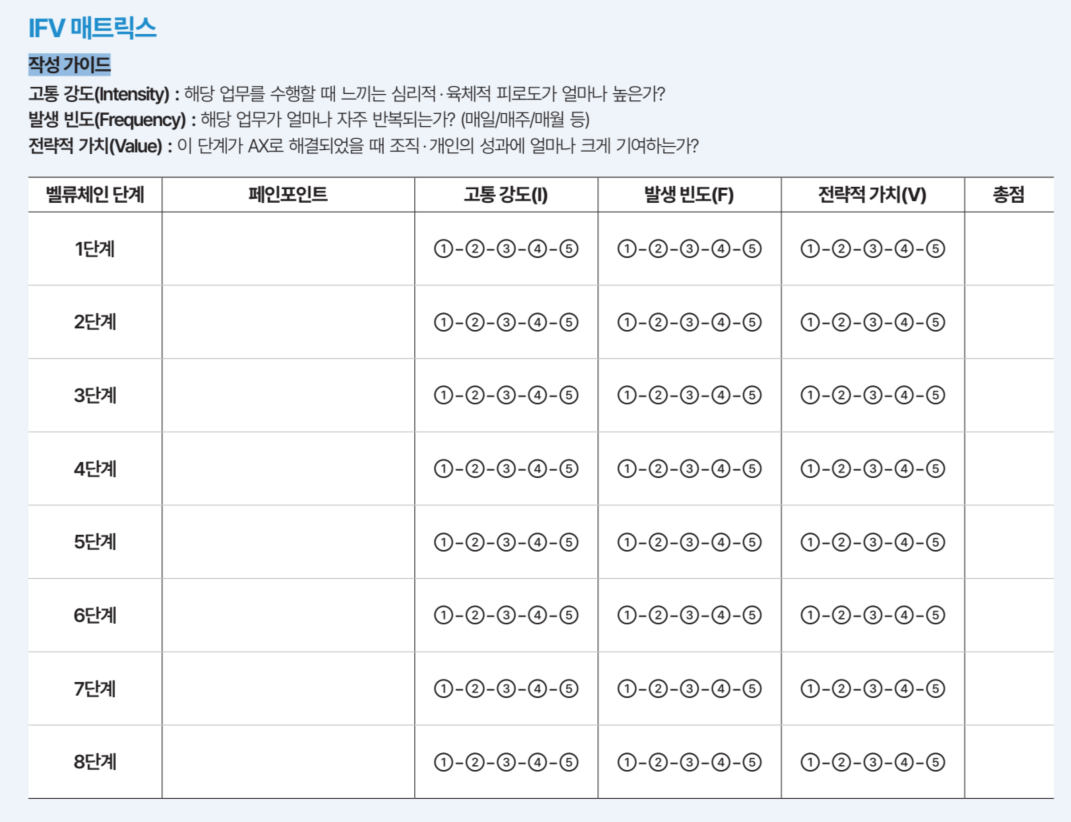 IFV 매트릭스
작성 가이드
고통 강도(Intensity) : 해당 업무를 수행할 때 느끼는 심리적·육체적 피로도가 얼마나 높은가?
발생 빈도(Frequency) : 해당 업무가 얼마나 자주 반복되는가? (매일/매주/매월 등)
전략적 가치(Value) : 이 단계가 AX로 해결되었을 때 조직·개인의 성과에 얼마나 크게 기여하는가?
벨류체인 단계 페인포인트 고통 강도(I) 발생 빈도(F) 전략적 가치(V) 총점
1단계 ①-②-③-④-⑤ ①-②-③-④-⑤ ①-②-③-④-⑤
2단계 ①-②-③-④-⑤ ①-②-③-④-⑤ ①-②-③-④-⑤
3단계 ①-②-③-④-⑤ ①-②-③-④-⑤ ①-②-③-④-⑤
4단계 ①-②-③-④-⑤ ①-②-③-④-⑤ ①-②-③-④-⑤
5단계 ①-②-③-④-⑤ ①-②-③-④-⑤ ①-②-③-④-⑤
6단계 ①-②-③-④-⑤ ①-②-③-④-⑤ ①-②-③-④-⑤
7단계 ①-②-③-④-⑤ ①-②-③-④-⑤ ①-②-③-④-⑤
8단계 ①-②-③-④-⑤ ①-②-③-④-⑤ ①-②-③-④-⑤